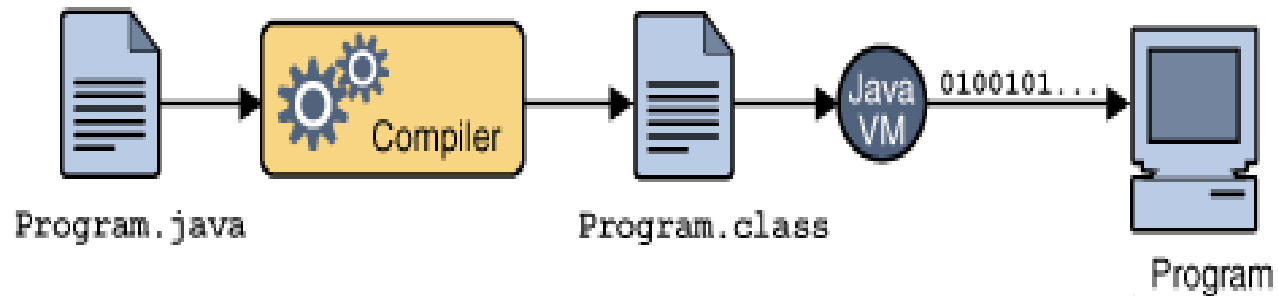 Compiler
Java
VM
0100101...
Program.java
Program.class
Program